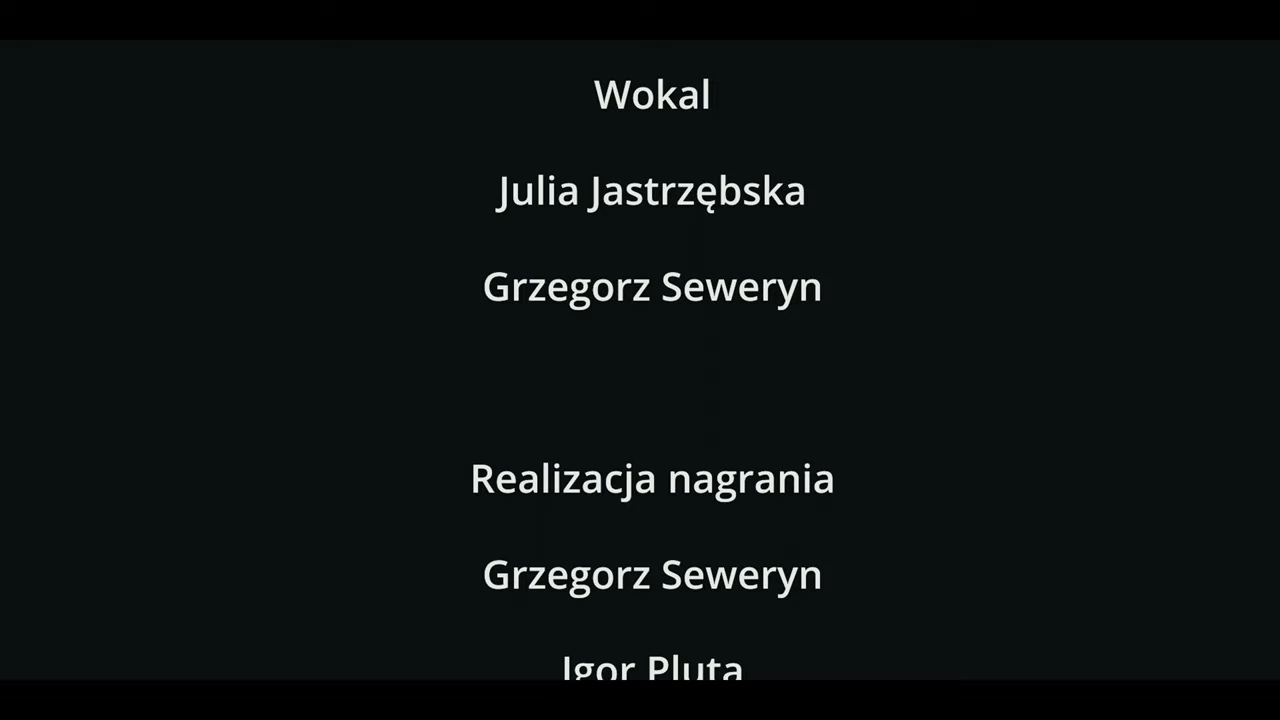 Wokal
Julia Jastrzębska
Grzegorz Seweryn
Realizacja nagrania
Grzegorz Seweryn
Igor Pluta